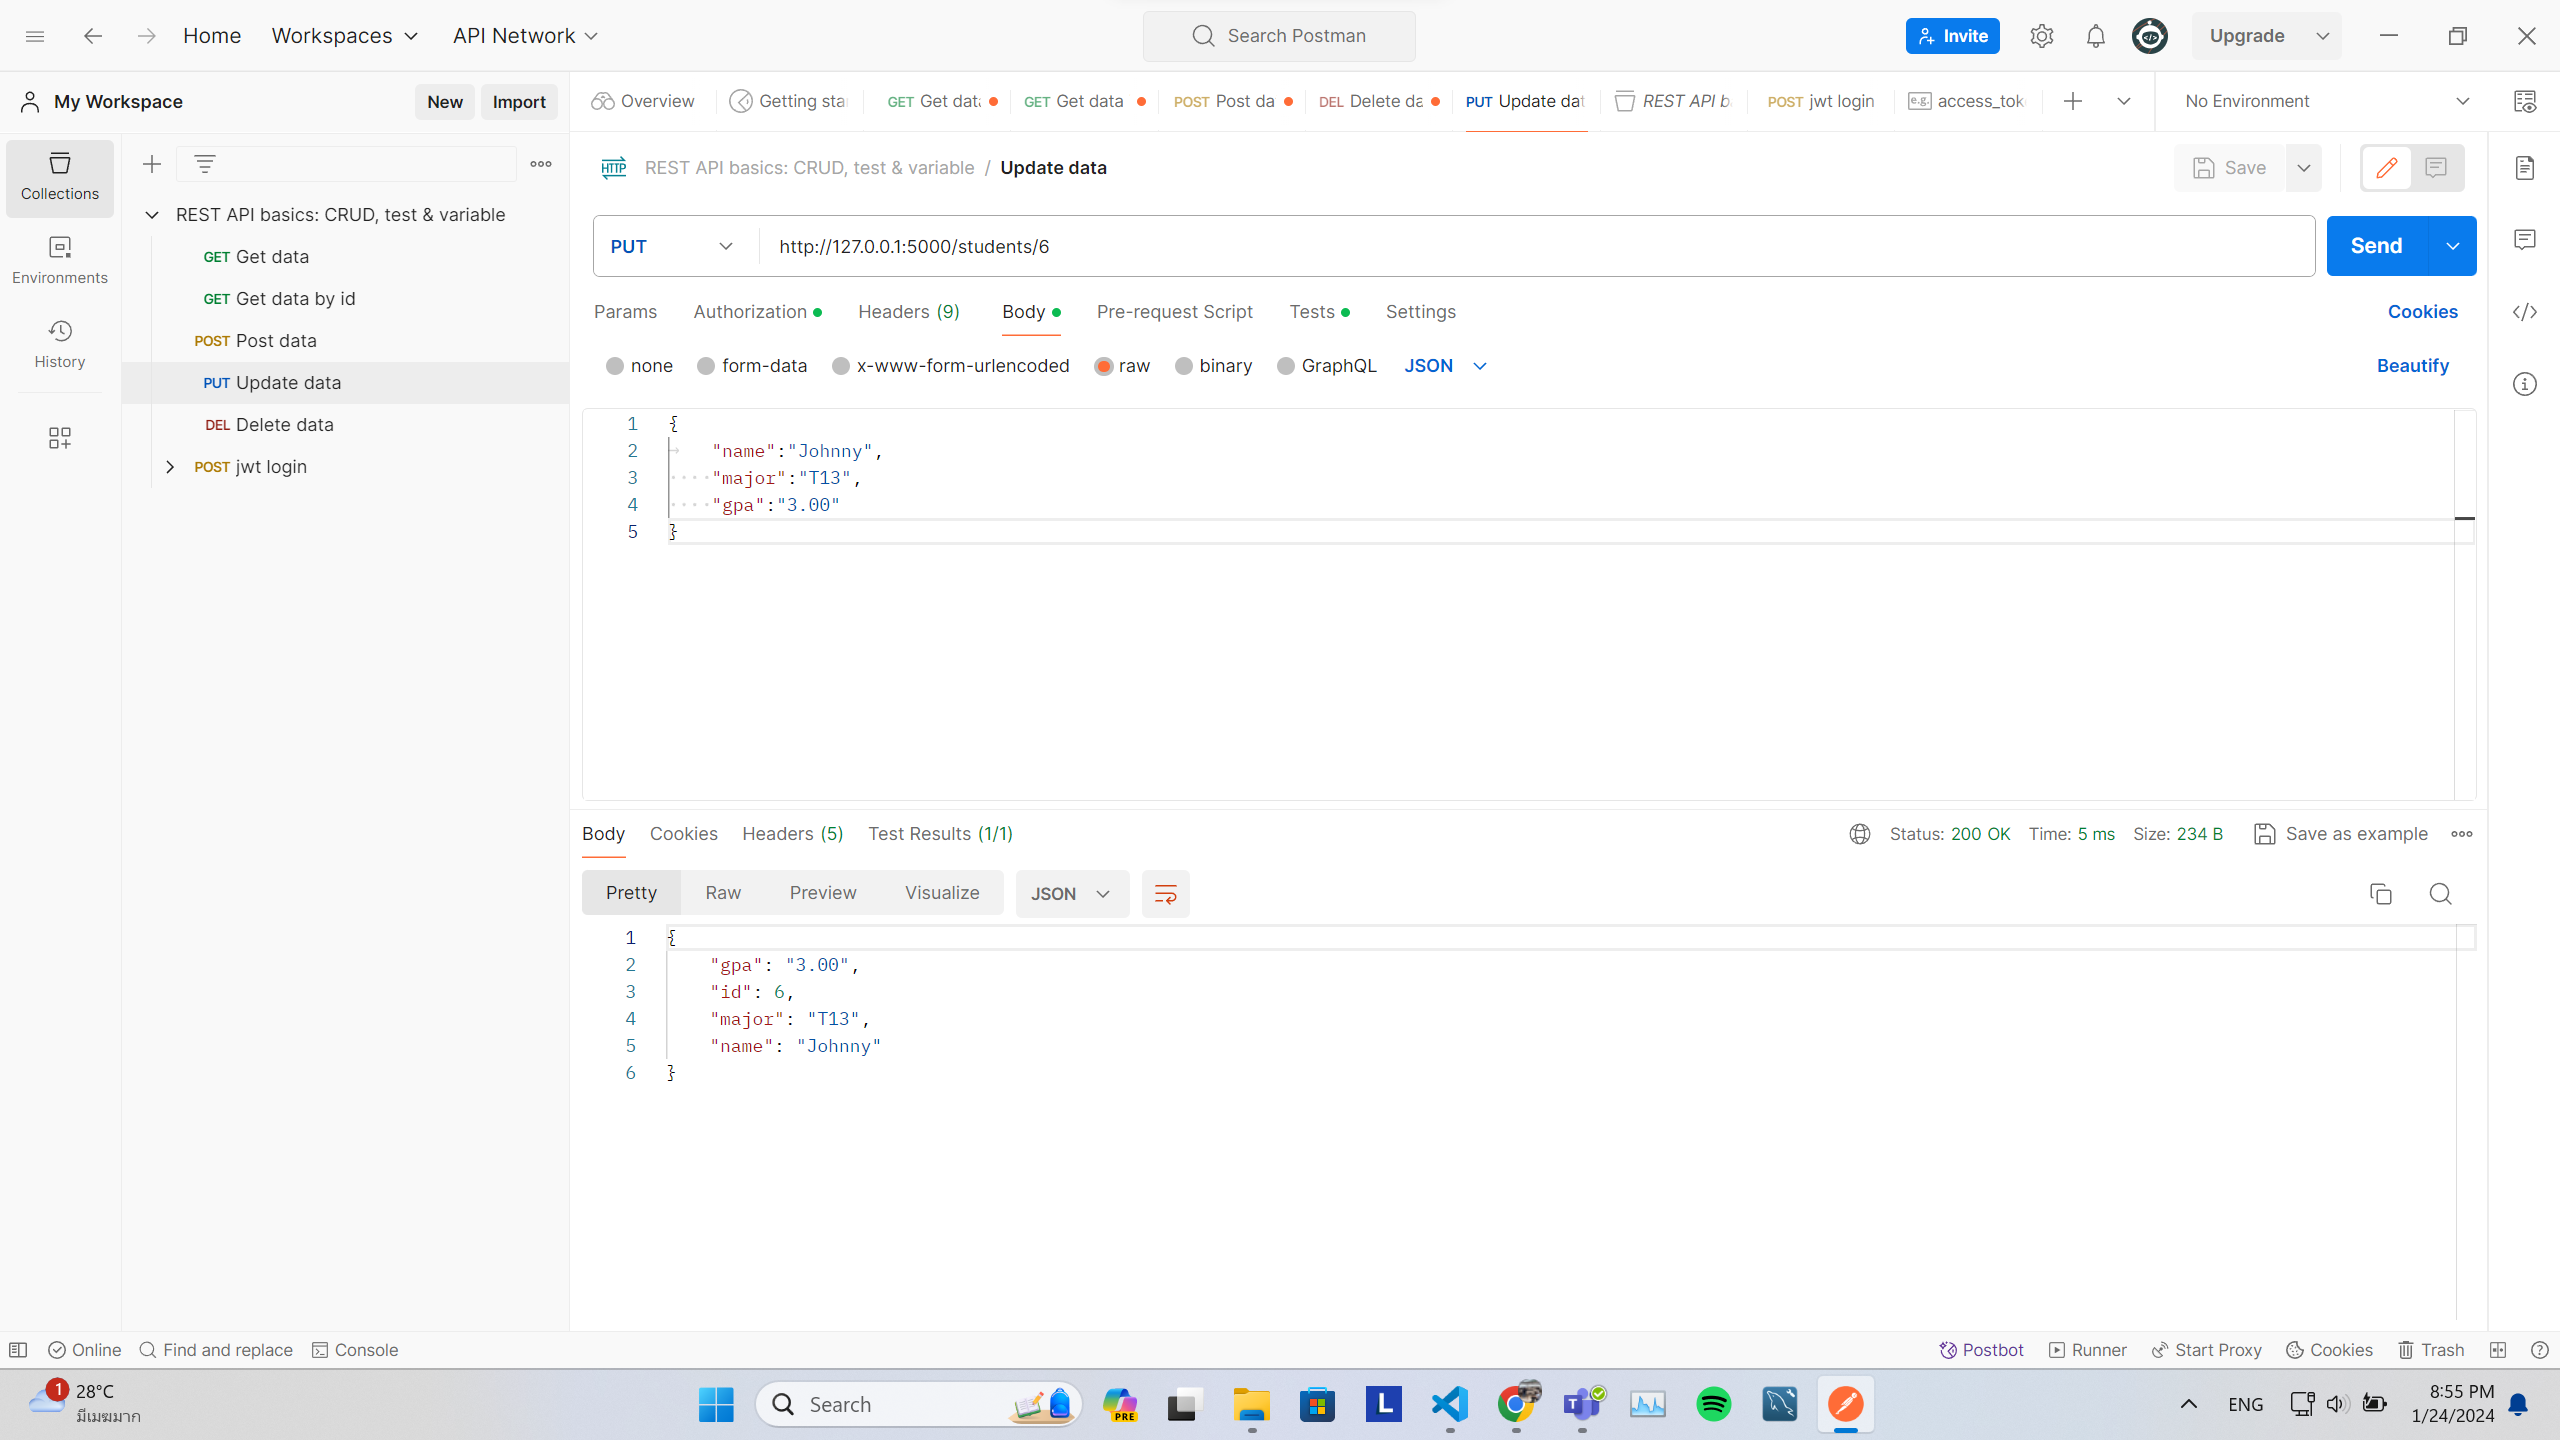 Home Workspaces API Network Search Postman Invite Upgrade
My Workspace New Import
Overview Getting sta GET Get data GET Get data POST Post da DEL Delete da PUT Update dat REST API b POST jwt login e.g. access_tok No Environment
Collections
Environments
History
REST API basics: CRUD, test & variable
GET Get data
GET Get data by id
POST Post data
PUT Update data
DEL Delete data
POST jwt login
HTTP REST API basics: CRUD, test & variable / Update data Save
PUT http://127.0.0.1:5000/students/6 Send
Params Authorization Headers (9) Body Pre-request Script Tests Settings Cookies
none form-data x-www-form-urlencoded raw binary GraphQL JSON Beautify
1 {
2 "name":"Johnny",
3 "major":"T13",
4 "gpa":"3.00"
5 }
Body Cookies Headers (5) Test Results (1/1) Status: 200 OK Time: 5 ms Size: 234 B Save as example
Pretty Raw Preview Visualize JSON
1 {
2 "gpa": "3.00",
3 "id": 6,
4 "major": "T13",
5 "name": "Johnny"
6 }
Online Find and replace Console Postbot Runner Start Proxy Cookies Trash
1 28°C
มีเมฆมาก
Search PRE L T ENG
8:55 PM
1/24/2024